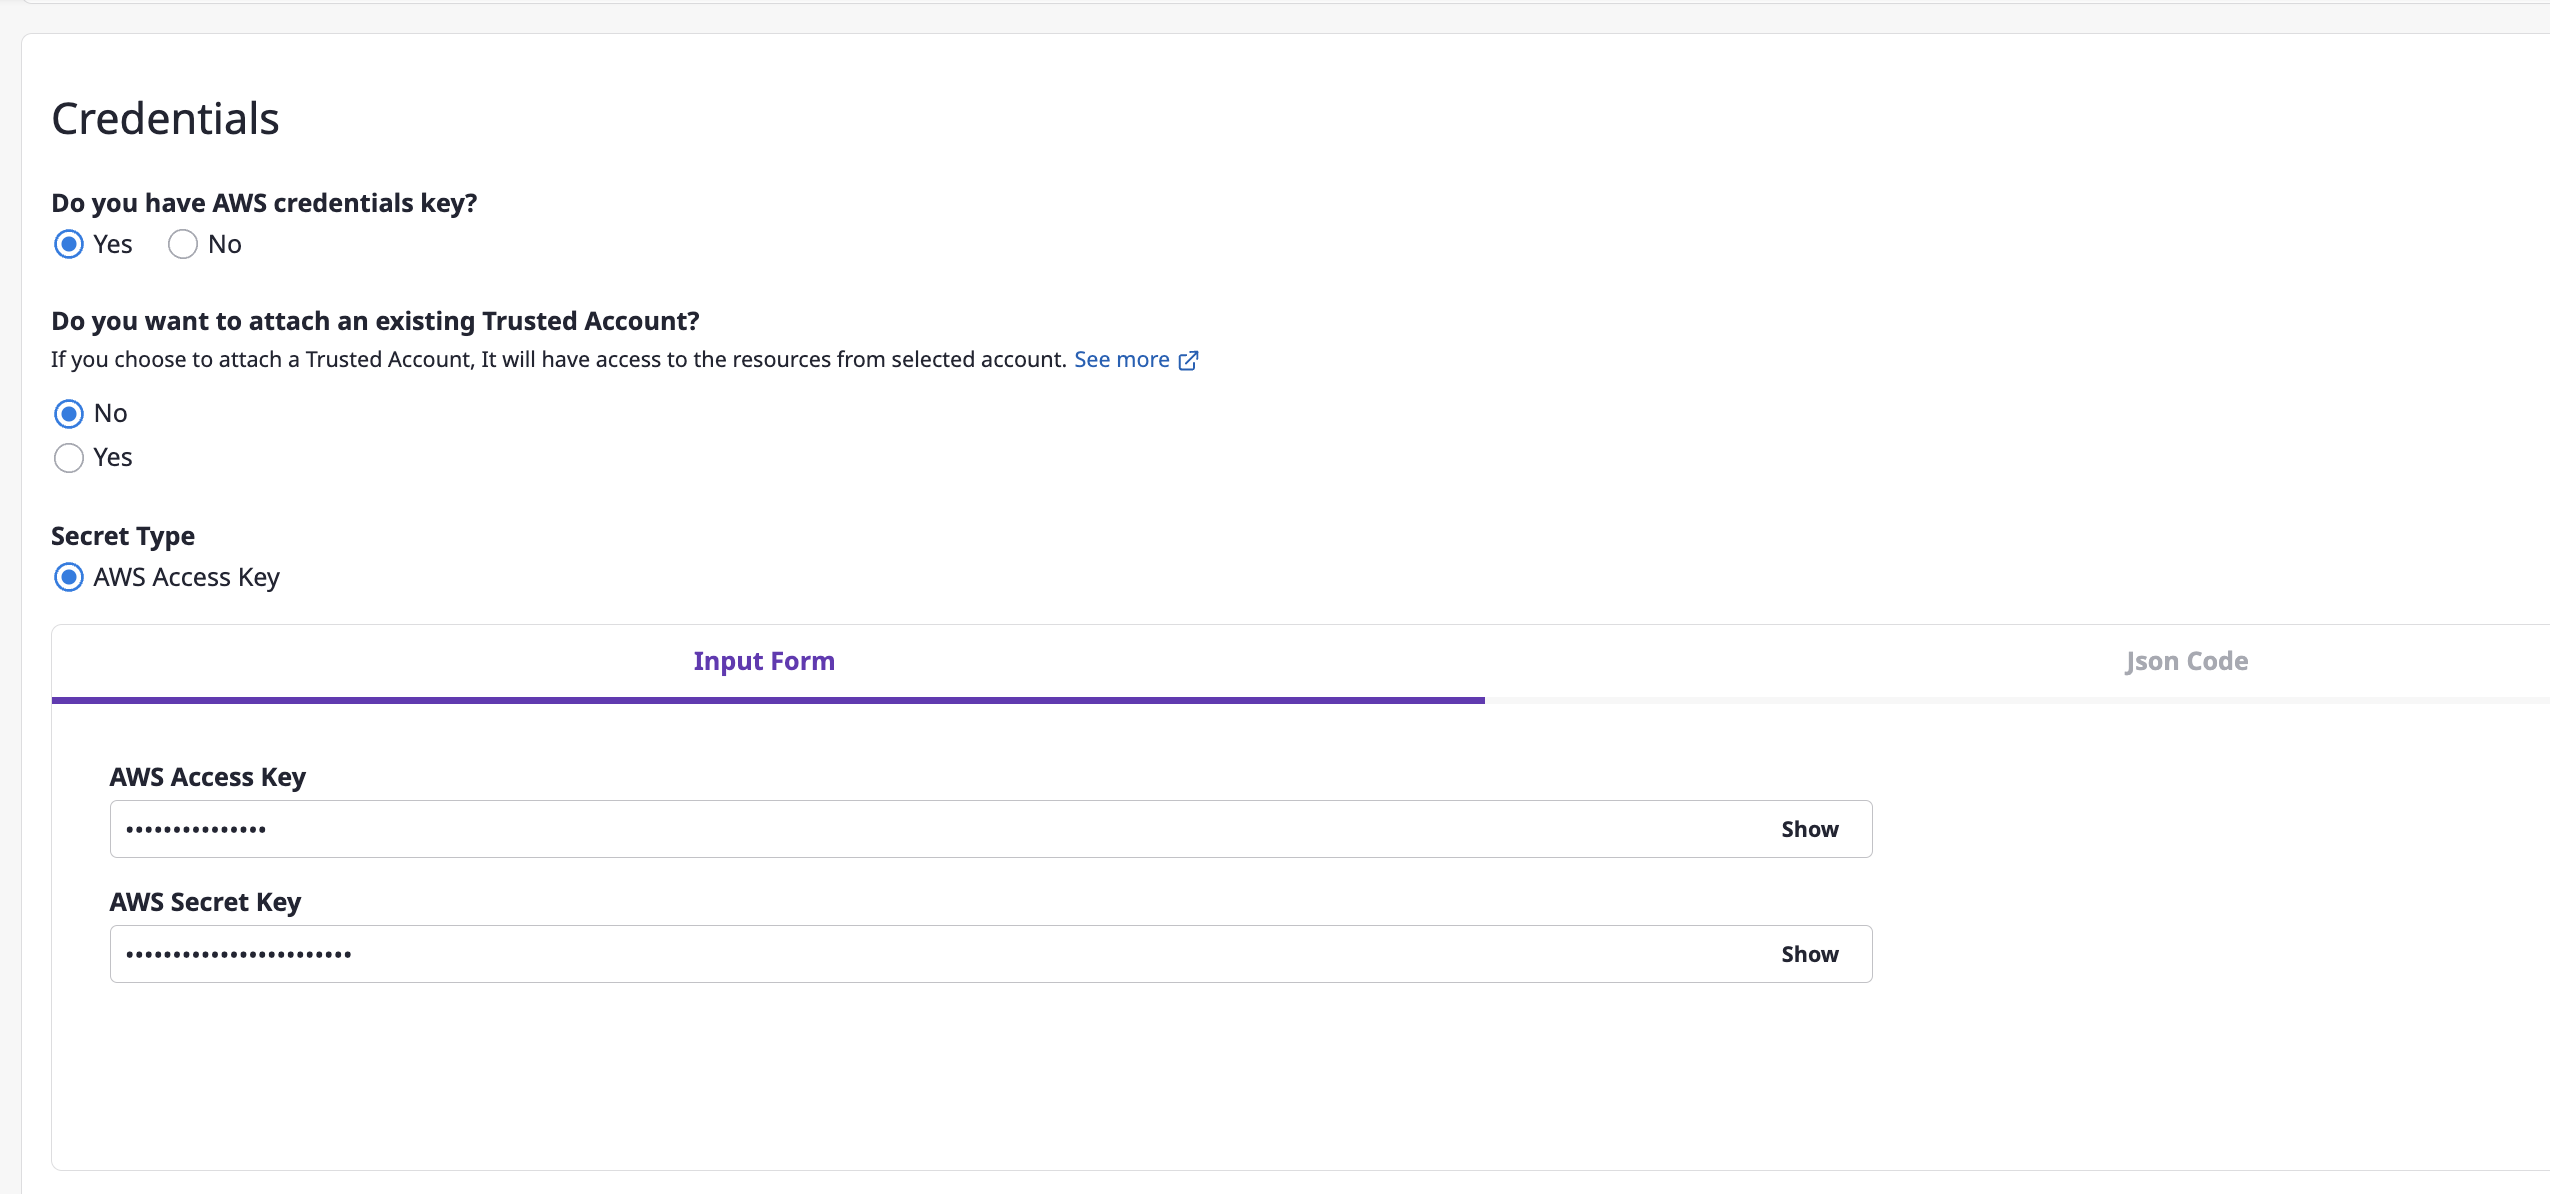 Credentials
Do you have AWS credentials key?
Yes No
Do you want to attach an existing Trusted Account?
If you choose to attach a Trusted Account, It will have access to the resources from selected account. See more
No
Yes
Secret Type
AWS Access Key
Input Form Json Code
AWS Access Key
••••••••••••••• Show
AWS Secret Key
•••••••••••••••••••••••• Show